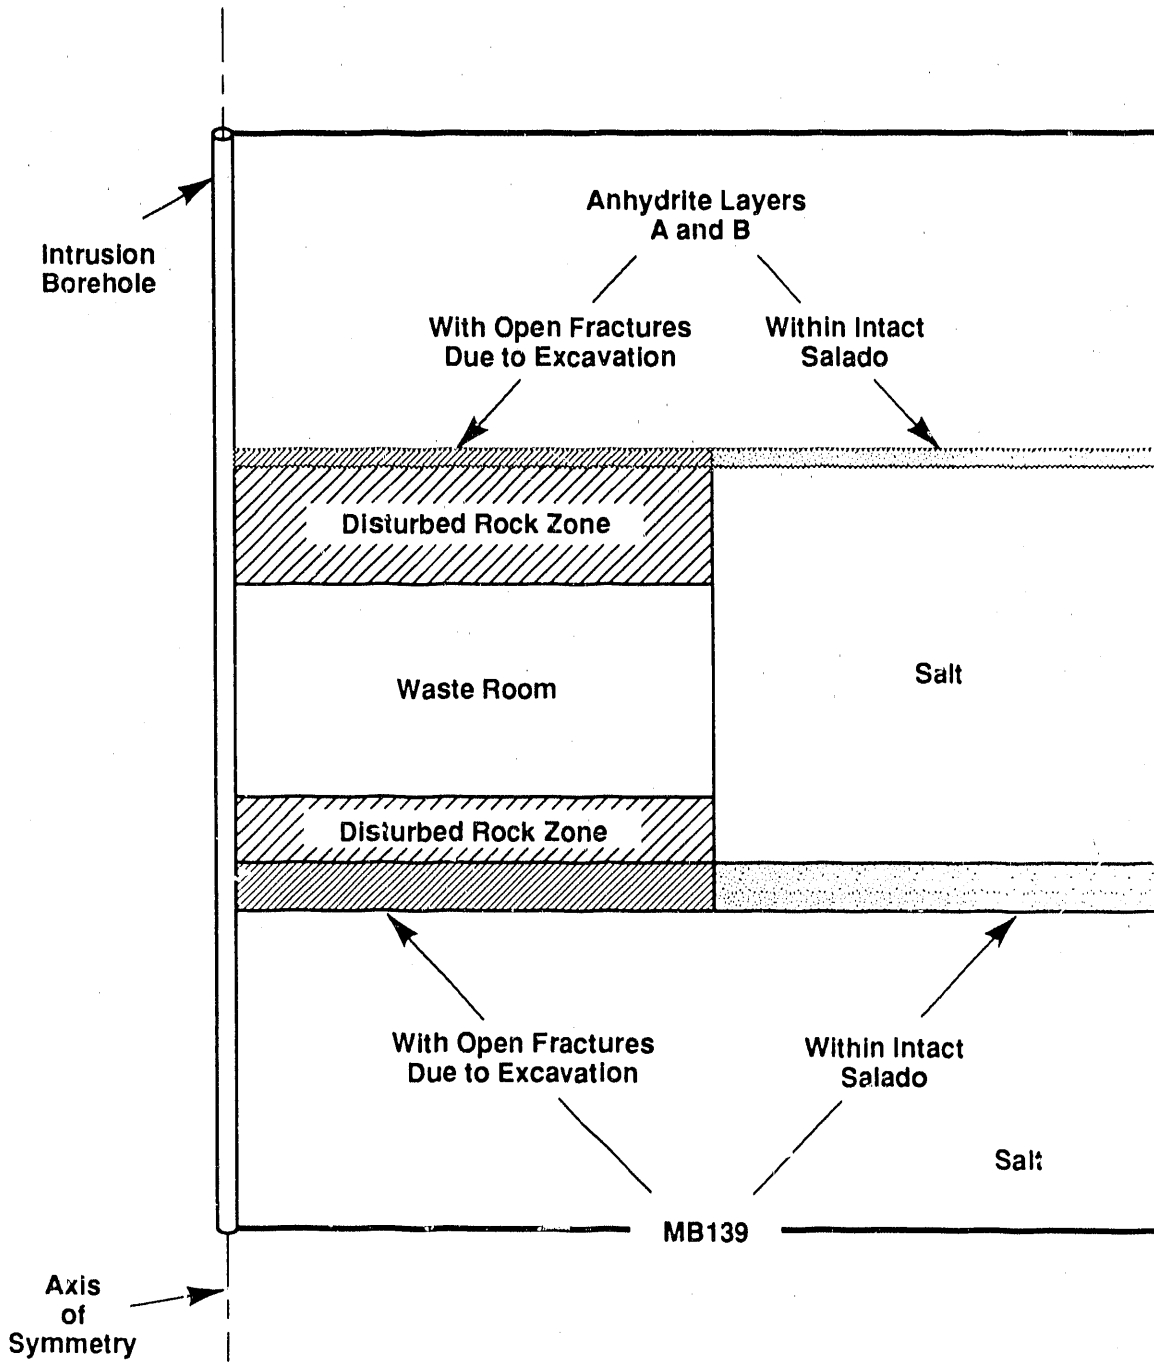 Intrusion
Borehole
Anhydrite Layers
A and B
With Open Fractures
Due to Excavation
Within Intact
Salado
Disturbed Rock Zone
Waste Room
Salt
Disturbed Rock Zone
With Open Fractures
Due to Excavation
Within Intact
Salado
Salt
MB139
Axis
of
Symmetry